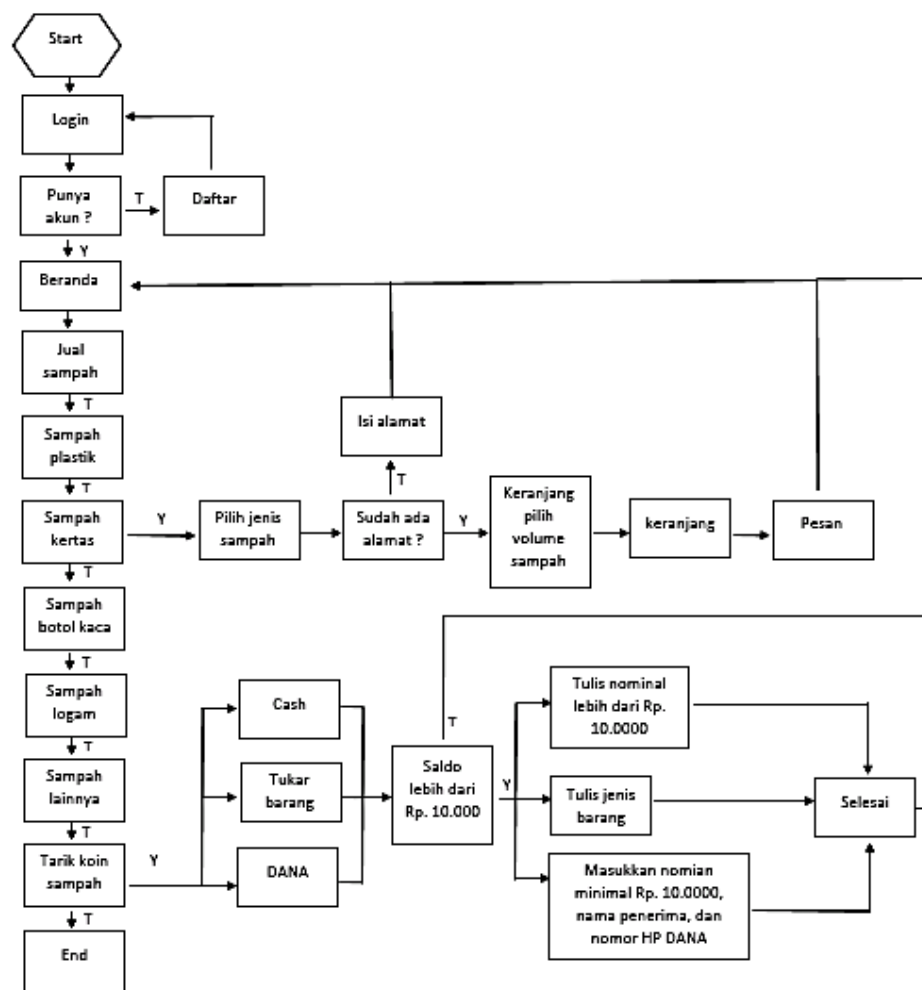 Start
Login
Punya
akun ?
T
Daftar
Y
Beranda
Jual
sampah
T
Isi alamat
Sampah
plastik
T
T
Sampah
kertas
Y
Pilih jenis
sampah
Sudah ada
alamat ?
Y
Keranjang
pilih
volume
sampah
keranjang
Pesan
T
Sampah
botol kaca
T
Sampah
logam
T
Sampah
lainnya
T
Tarik koin
sampah
Y
T
End
Cash
Tukar
barang
DANA
T
Saldo
lebih dari
Rp. 10.000
Y
Tulis nominal
lebih dari Rp.
10.0000
Tulis jenis
barang
Masukkan nomian
minimal Rp. 10.0000,
nama penerima, dan
nomor HP DANA
Selesai